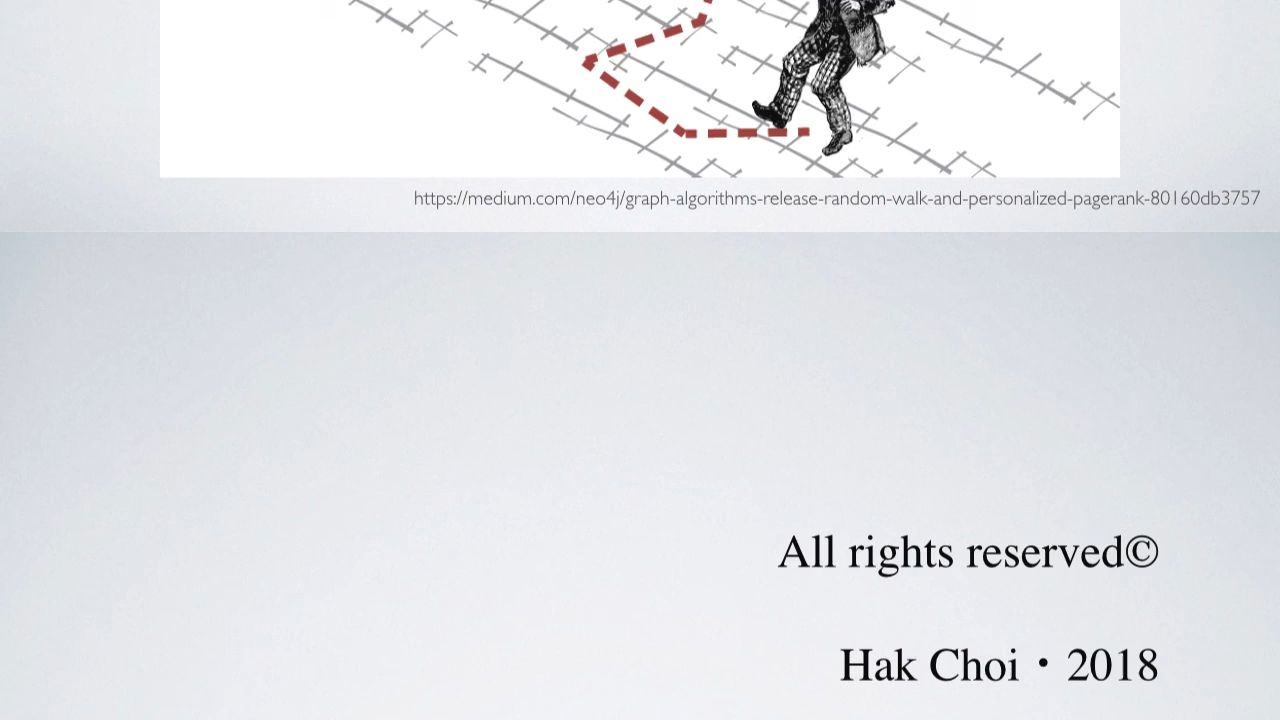 https://medium.com/neo4j/graph-algorithms-release-random-walk-and-personalized-pagerank-80160db3757
All rights reserved©
Hak Choi • 2018